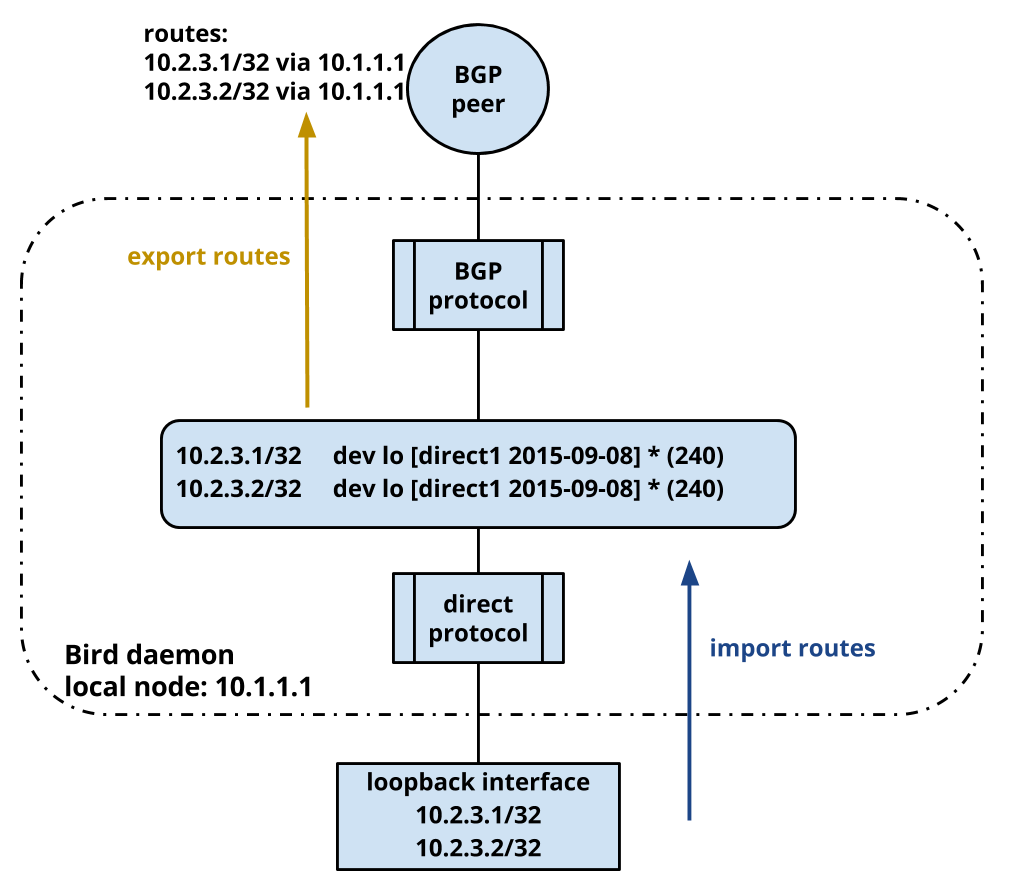 routes:
10.2.3.1/32 via 10.1.1.1
10.2.3.2/32 via 10.1.1.1
BGP
peer
export routes
BGP
protocol
10.2.3.1/32 dev lo [direct1 2015-09-08] * (240)
10.2.3.2/32 dev lo [direct1 2015-09-08] * (240)
direct
protocol
import routes
Bird daemon
local node: 10.1.1.1
loopback interface
10.2.3.1/32
10.2.3.2/32